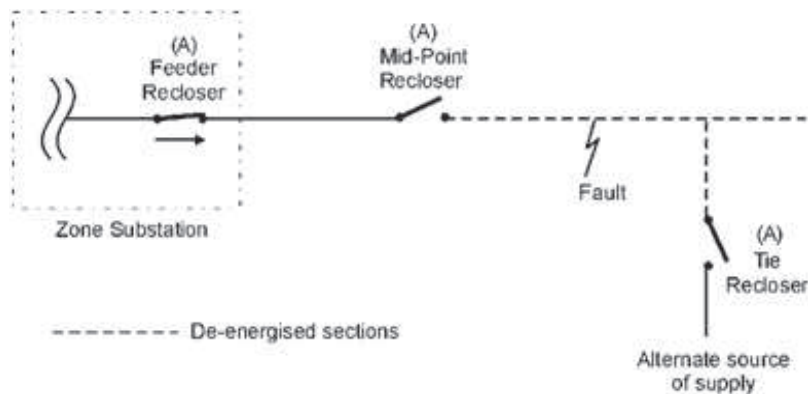 (A)
Feeder
Recloser
(A)
Mid-Point
Recloser
Zone Substation
Fault
(A)
Tie
Recloser
De-energised sections
Alternate source
of supply